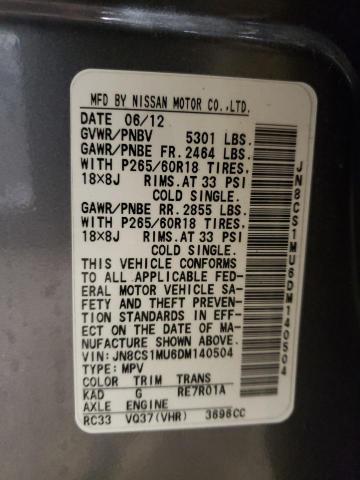 MFD BY NISSAN MOTOR CO.,LTD.
DATE 06/12
GVWR/PNBV 5301 LBS.
GAWR/PNBE FR. 2464 LBS.
WITH P265/60R18 TIRES,
18X8J RIMS. AT 33 PSI
COLD SINGLE.
GAWR/PNBE RR. 2855 LBS.
WITH P265/60R18 TIRES,
18X8J RIMS. AT 33 PSI
COLD SINGLE.
THIS VEHICLE CONFORMS
TO ALL APPLICABLE FED-
ERAL MOTOR VEHICLE SA-
FETY AND THEFT PREVENTION
STANDARDS IN EFF-
ECT ON THE DATE OF MA-
NUFACTURE SHOWN ABOVE.
VIN: JN8CS1MU6DM140504
TYPE: MPV
COLOR TRIM TRANS
KAD G RE7R01A
AXLE ENGINE
RC33 VQ37(VHR) 3696CC
JN8CS1MU6DM140504